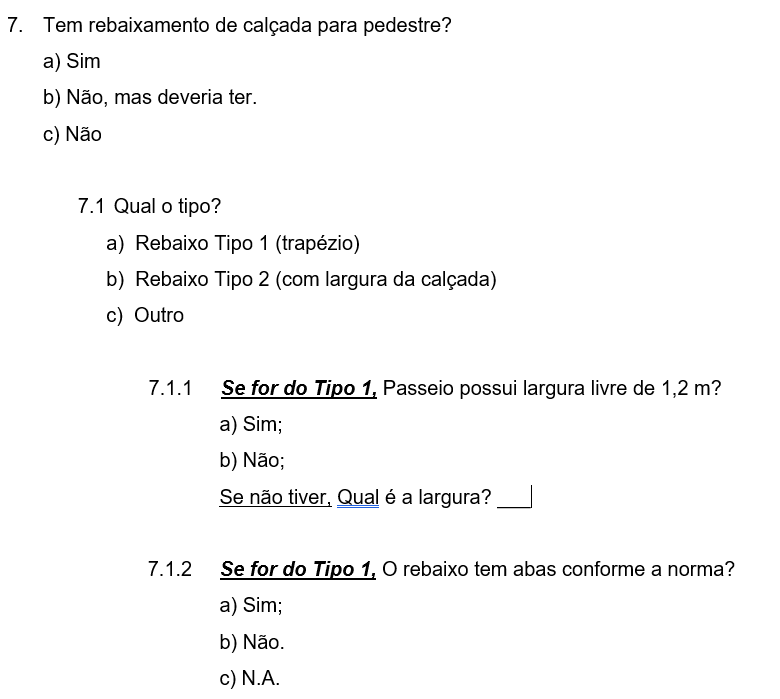 7. Tem rebaixamento de calçada para pedestre?
a) Sim
b) Não, mas deveria ter.
c) Não
7.1 Qual o tipo?
a) Rebaixo Tipo 1 (trapézio)
b) Rebaixo Tipo 2 (com largura da calçada)
c) Outro
7.1.1 Se for do Tipo 1, Passeio possui largura livre de 1,2 m?
a) Sim;
b) Não;
Se não tiver, Qual é a largura? ___
7.1.2 Se for do Tipo 1, O rebaixo tem abas conforme a norma?
a) Sim;
b) Não.
c) N.A.